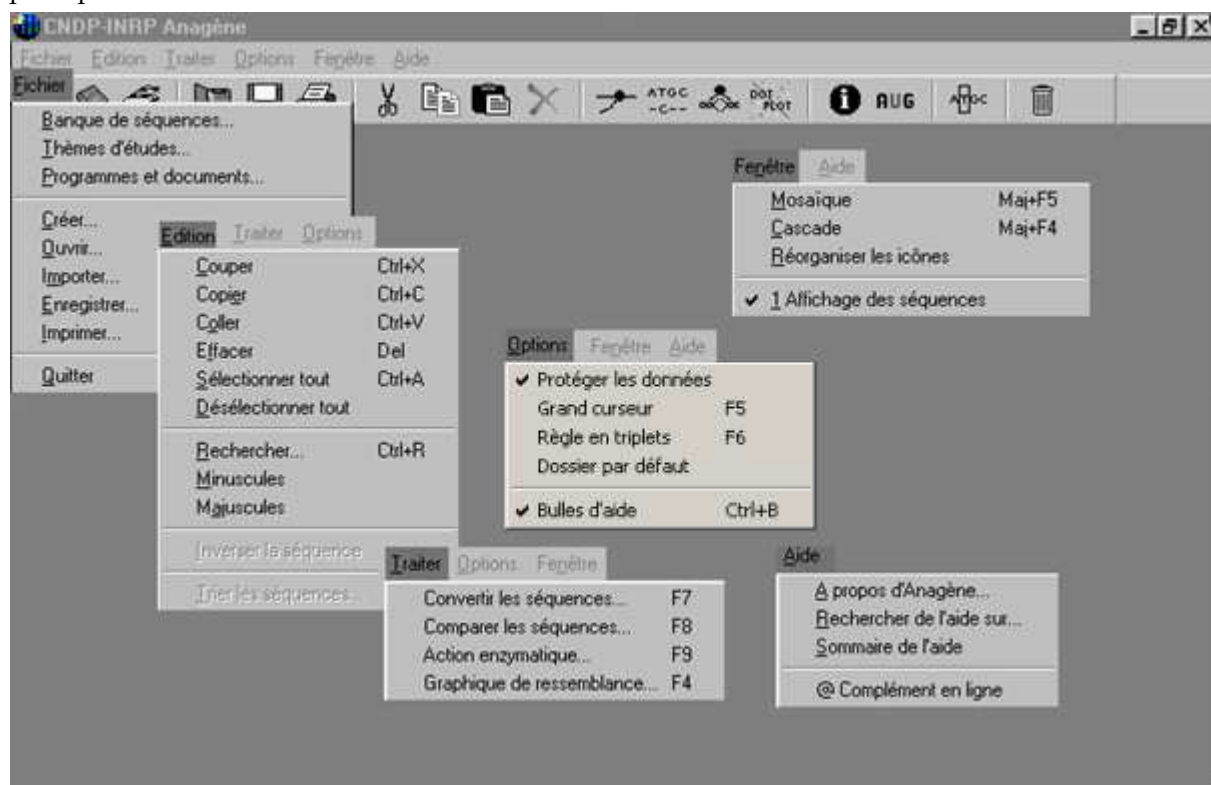 CNDP-INRP Anagène
Fichier Edition Traiter Options Fenêtre Aide
Fichier
ATGC
-C---
DOT
PLOT
AUG
ATGC
Banque de séquences...
Thèmes d'études...
Programmes et documents...
Créer...
Ouvrir...
Importer...
Enregistrer...
Imprimer...
Quitter
Edition Traiter Options
Couper Ctrl+X
Copier Ctrl+C
Coller Ctrl+V
Effacer Del
Sélectionner tout Ctrl+A
Désélectionner tout
Rechercher... Ctrl+R
Minuscules
Majuscules
Inverser la séquence
Trier les séquences...
Fenêtre Aide
Mosaïque Maj+F5
Cascade Maj+F4
Réorganiser les icônes
✔ 1 Affichage des séquences
Options Fenêtre Aide
✔ Protéger les données
Grand curseur F5
Règle en triplets F6
Dossier par défaut
✔ Bulles d'aide Ctrl+B
Traiter Options Fenêtre
Convertir les séquences... F7
Comparer les séquences... F8
Action enzymatique... F9
Graphique de ressemblance... F4
Aide
A propos d'Anagène...
Rechercher de l'aide sur...
Sommaire de l'aide
@ Complément en ligne